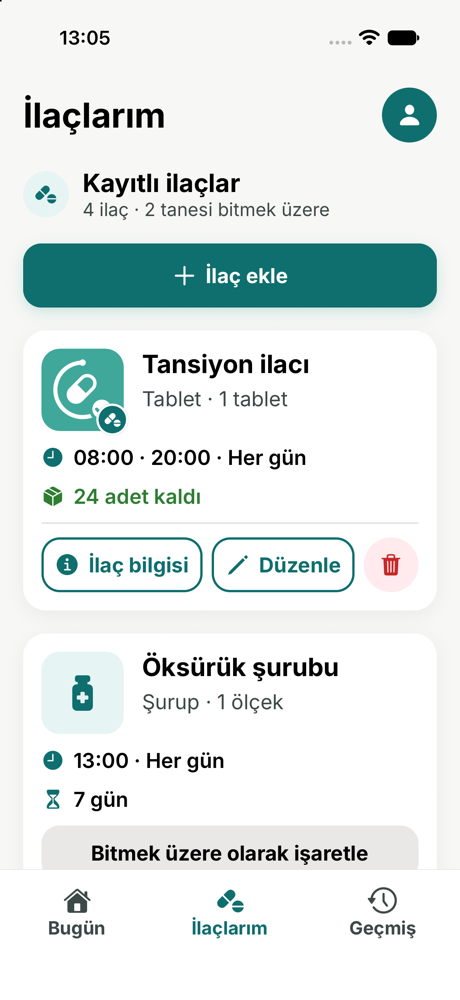 13:05
İlaçlarım
Kayıtlı ilaçlar
4 ilaç · 2 tanesi bitmek üzere
İlaç ekle
Tansiyon ilacı
Tablet · 1 tablet
08:00 · 20:00 · Her gün
24 adet kaldı
İlaç bilgisi
Düzenle
Öksürük şurubu
Şurup · 1 ölçek
13:00 · Her gün
7 gün
Bitmek üzere olarak işaretle
Bugün
İlaçlarım
Geçmiş